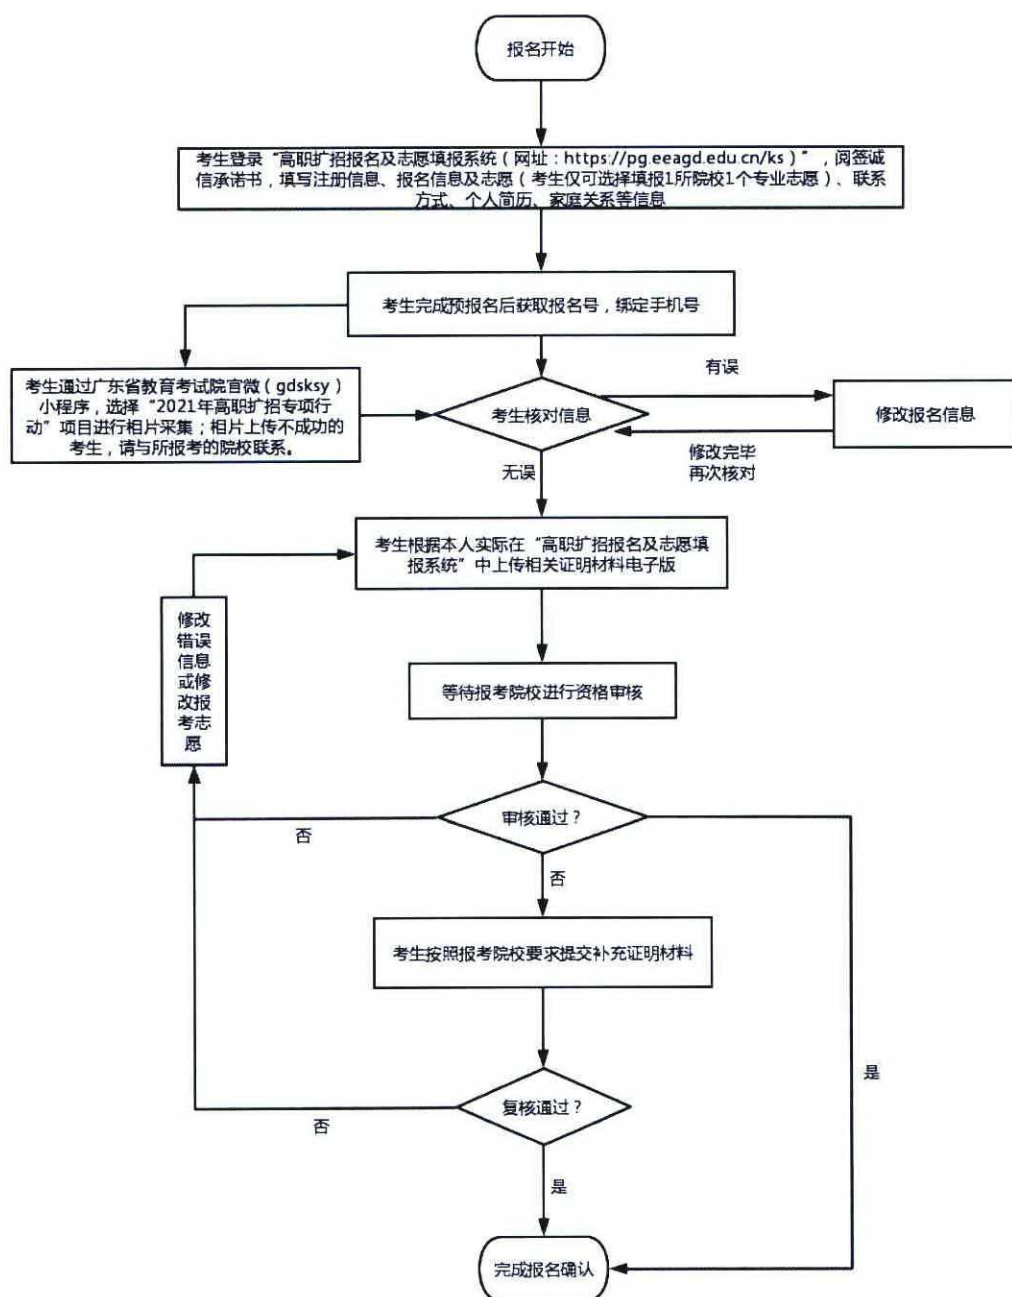 报名开始
考生登录“高职扩招报名及志愿填报系统（网址：https://pg.eeagd.edu.cn/ks）”，阅签诚
信承诺书，填写注册信息、报名信息及志愿（考生仅可选择填报1所院校1个专业志愿）、联系
方式、个人简历、家庭关系等信息
考生完成预报名后获取报名号，绑定手机号
考生通过广东省教育考试院官微（gdsksy）
小程序，选择“2021年高职扩招专项行
动”项目进行相片采集；相片上传不成功的
考生，请与所报考的院校联系。
考生核对信息
有误
修改报名信息
修改完毕
再次核对
无误
考生根据本人实际在“高职扩招报名及志愿填
报系统”中上传相关证明材料电子版
修改
错误
信息
或修
改报
考志
愿
等待报考院校进行资格审核
审核通过？
否
否
考生按照报考院校要求提交补充证明材料
是
复核通过？
否
是
完成报名确认